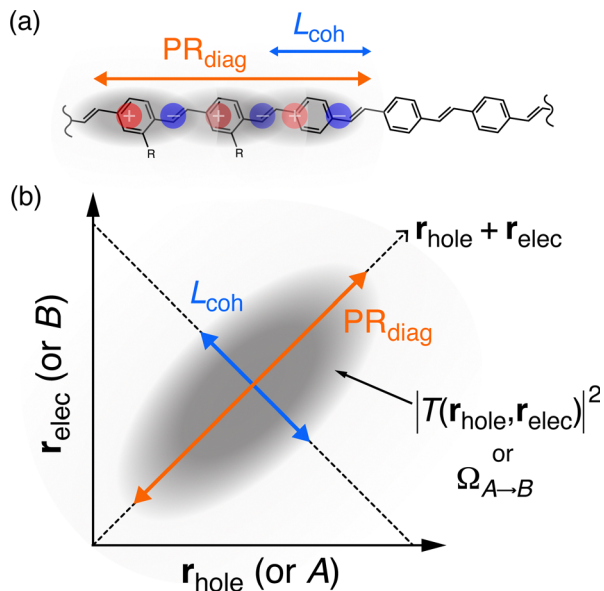 (a)
L_coh
PR_diag
+ − + − + −
R R
(b)
r_hole + r_elec
L_coh
PR_diag
r_elec (or B)
|T(r_hole,r_elec)|²
or
Ω_A→B
r_hole (or A)